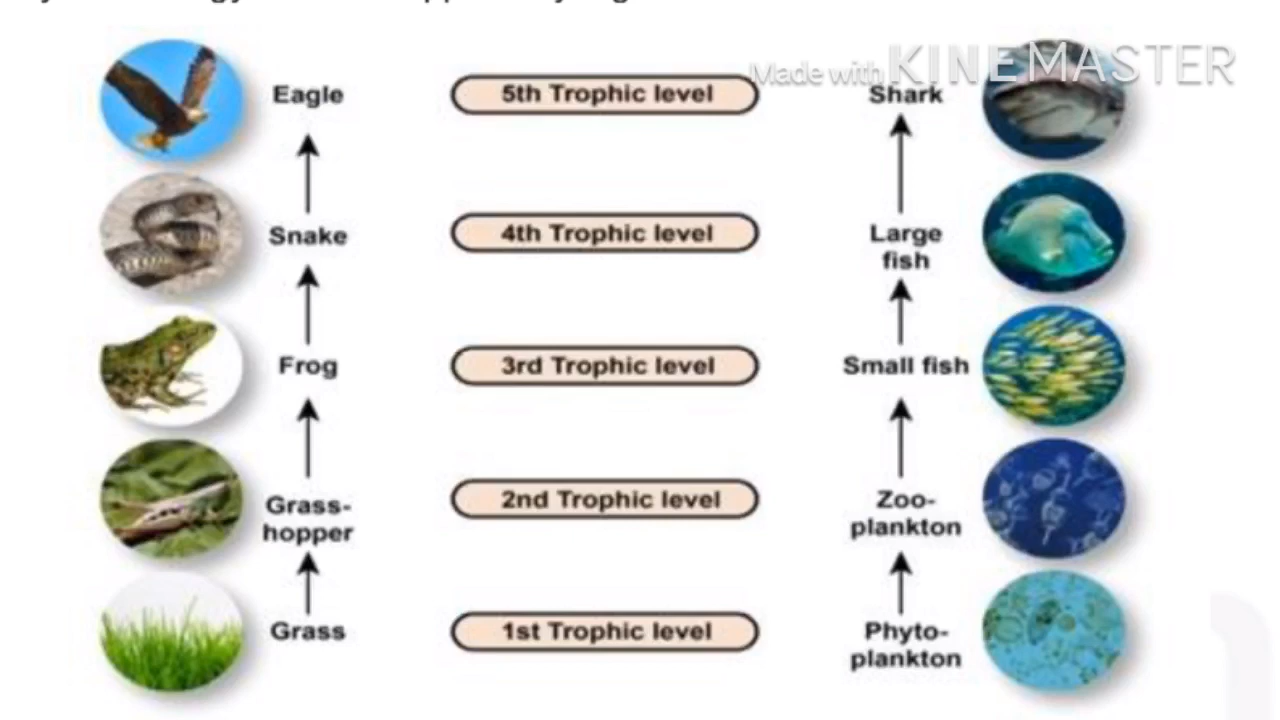 Made with KINEMASTER
Eagle
5th Trophic level
Shark
Snake
4th Trophic level
Large
fish
Frog
3rd Trophic level
Small fish
Grass-
hopper
2nd Trophic level
Zoo-
plankton
Grass
1st Trophic level
Phyto-
plankton